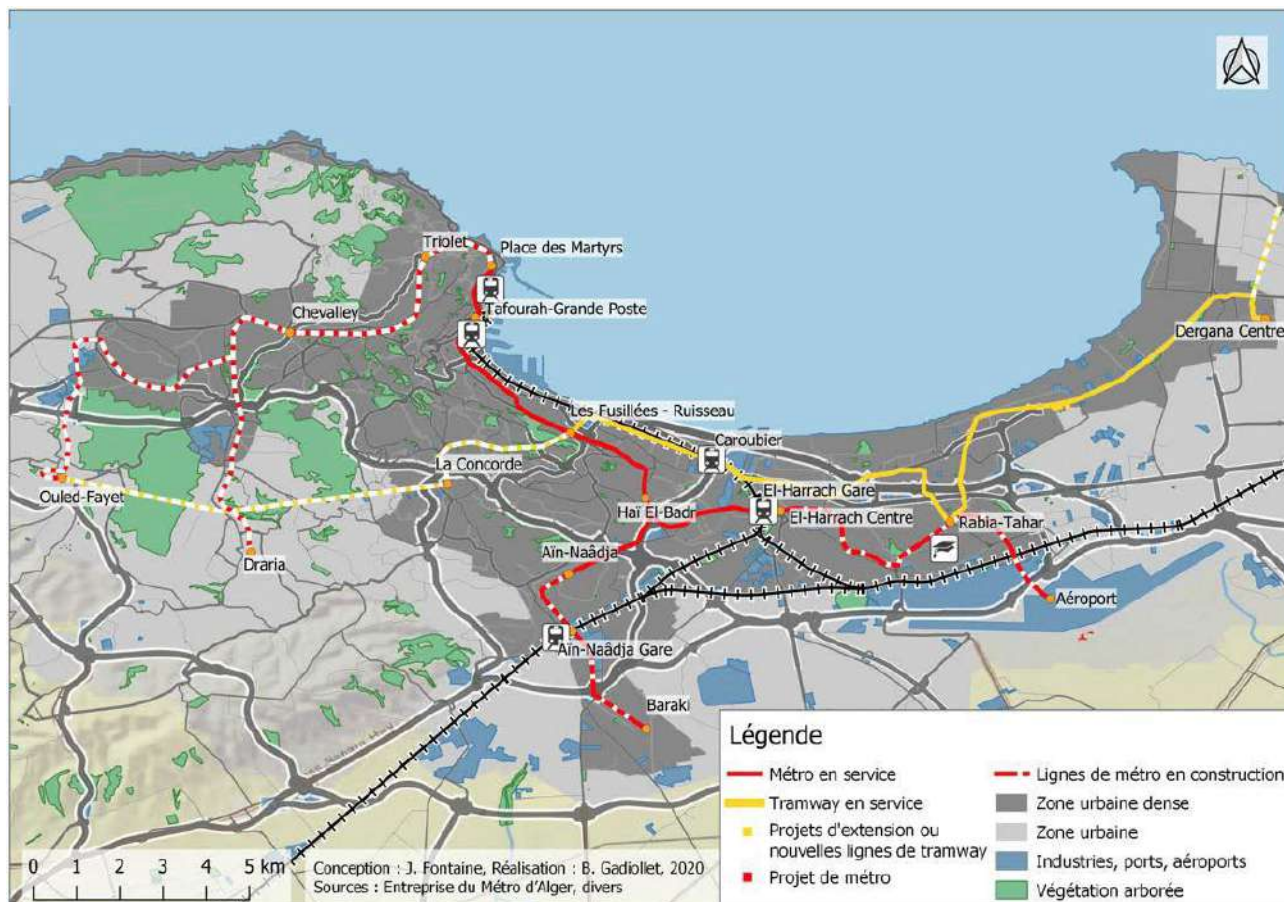 Triolet
Place des Martyrs
Tafourah-Grande Poste
Chevalley
Dergana Centre
Les Fusillées - Ruisseau
Caroubier
La Concorde
Ouled-Fayet
El-Harrach Gare
Haï El-Badr
El-Harrach Centre
Rabia-Tahar
Aïn-Naâdja
Draria
Aéroport
Aïn-Naâdja Gare
Baraki
Légende
Métro en service
Tramway en service
Projets d'extension ou
nouvelles lignes de tramway
Projet de métro
Lignes de métro en construction
Zone urbaine dense
Zone urbaine
Industries, ports, aéroports
Végétation arborée
0 1 2 3 4 5 km
Conception : J. Fontaine, Réalisation : B. Gadiollet, 2020
Sources : Entreprise du Métro d'Alger, divers